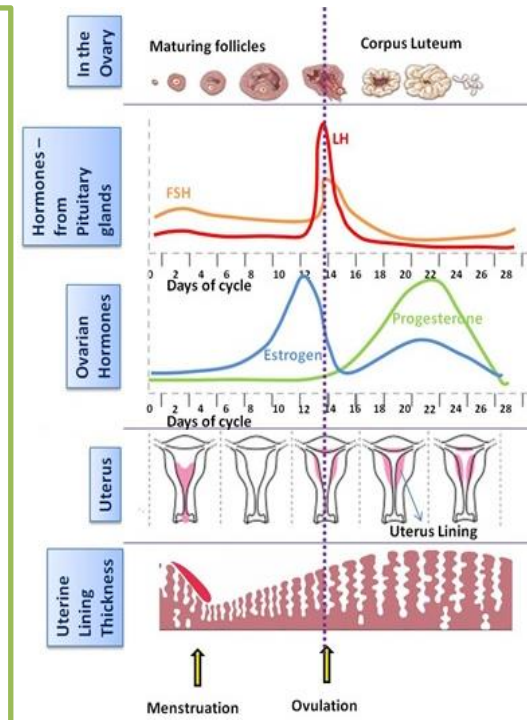 In the
Ovary
Maturing follicles
Corpus Luteum
Hormones –
from
Pituitary
glands
LH
FSH
0 2 4 6 8 10 12 14 16 18 20 22 24 26 28
Days of cycle
Ovarian
Hormones
Progesterone
Estrogen
0 2 4 6 8 10 12 14 16 18 20 22 24 26 28
Days of cycle
Uterus
Uterus Lining
Uterine
Lining
Thickness
Menstruation
Ovulation